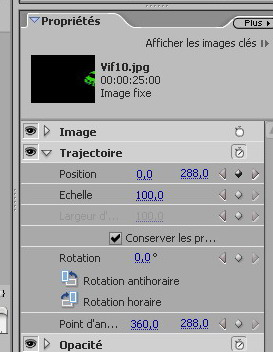 Propriétés
Plus
Afficher les images clés
Vif10.jpg
00:00:25:00
Image fixe
Image
Trajectoire
Position 0,0 288,0
Echelle 100,0
Largeur d'... 100,0
Conserver les pr...
Rotation 0,0°
Rotation antihoraire
Rotation horaire
Point d'an... 360,0 288,0
Opacité